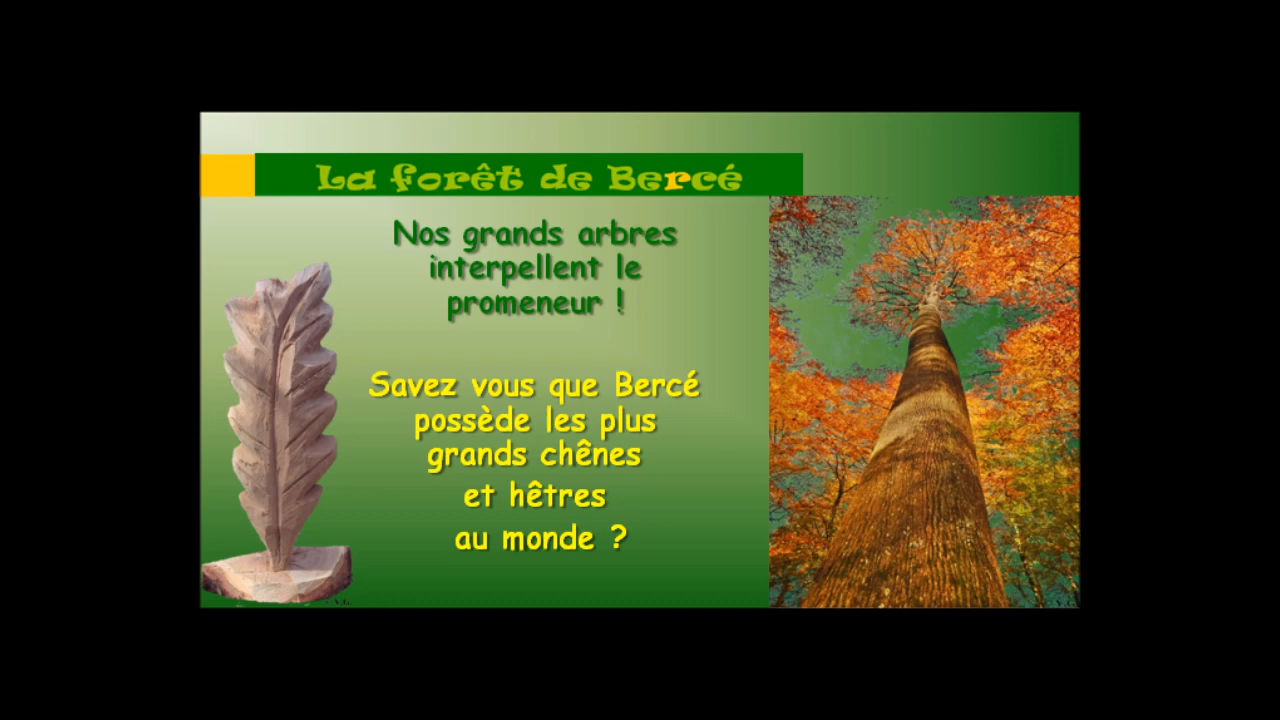 La forêt de Bercé
Nos grands arbres
interpellent le
promeneur !
Savez vous que Bercé
possède les plus
grands chênes
et hêtres
au monde ?